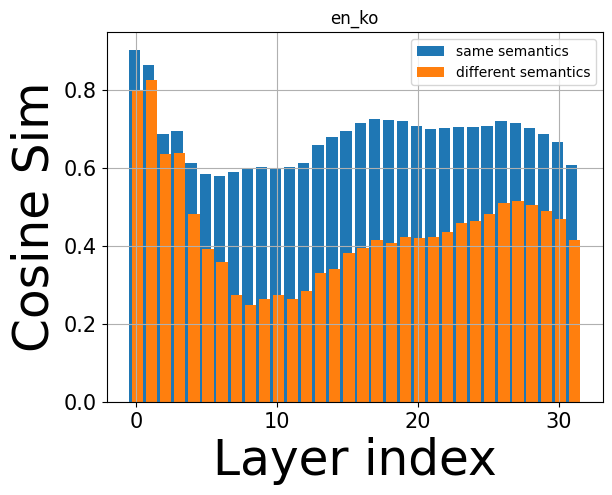 en_ko
same semantics
different semantics
Cosine Sim
0.8
0.6
0.4
0.2
0.0
0 10 20 30
Layer index